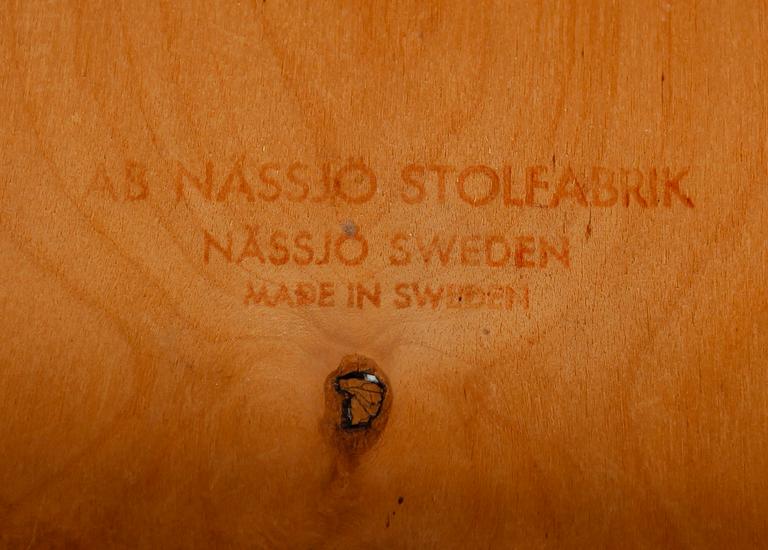 AB NÄSSJÖ STOLFABRIK
NÄSSJÖ SWEDEN
MADE IN SWEDEN